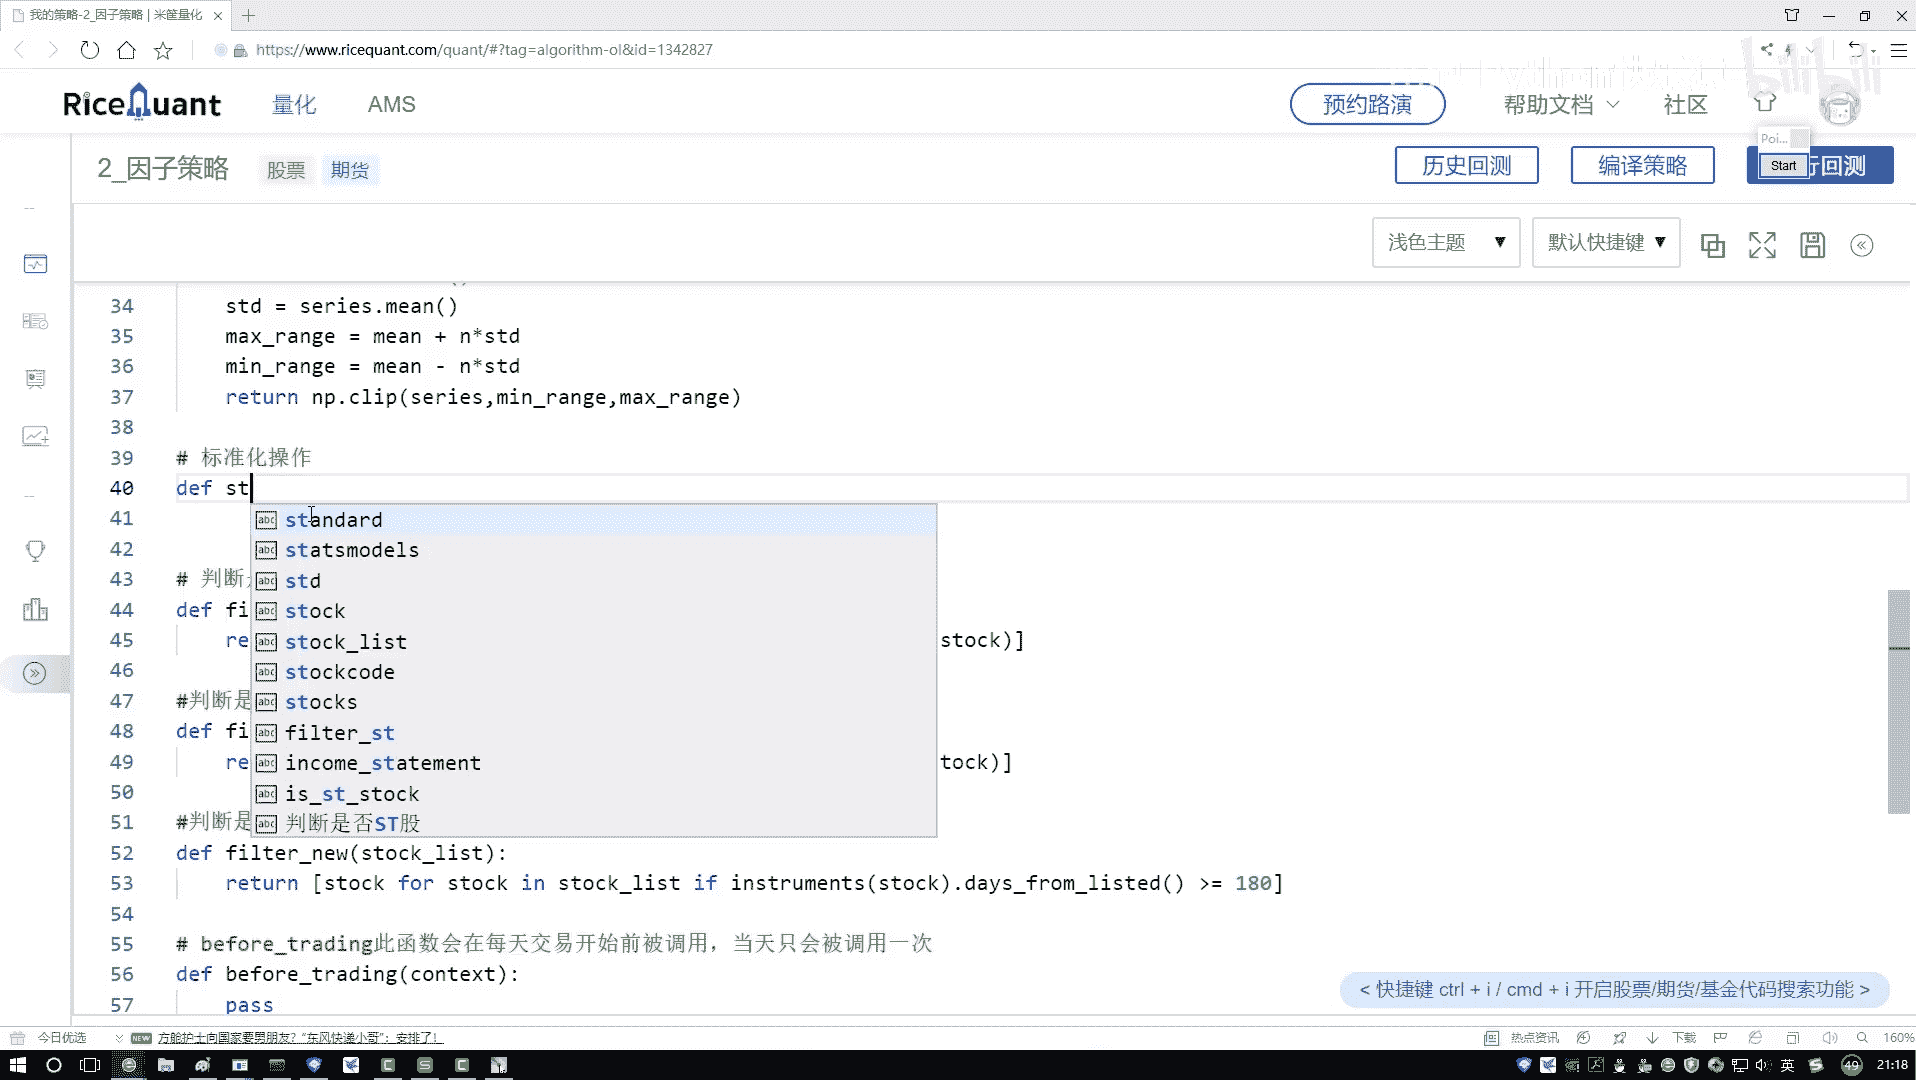 我的策略-2_因子策略 | 米筐量化
https://www.ricequant.com/quant/#?tag=algorithm-ol&id=1342827
bilibili
RiceQuant 量化 AMS 预约路演 帮助文档 社区
Poi...
2_因子策略 股票 期货 历史回测 编译策略 Start 行回测
浅色主题 ▼ 默认快捷键 ▼
34 std = series.mean()
35 max_range = mean + n*std
36 min_range = mean - n*std
37 return np.clip(series,min_range,max_range)
38
39 # 标准化操作
40 def st
41 standard
42 statsmodels
43 # 判断 std
44 def fi stock
45 re stock_list stock)]
46 stockcode
47 #判断是 stocks
48 def fi filter_st
49 re income_statement tock)]
50 is_st_stock
51 #判断是 判断是否ST股
52 def filter_new(stock_list):
53 return [stock for stock in stock_list if instruments(stock).days_from_listed() >= 180]
54
55 # before_trading此函数会在每天交易开始前被调用，当天只会被调用一次
56 def before_trading(context):
57 pass
< 快捷键 ctrl + i / cmd + i 开启股票/期货/基金代码搜索功能 >
今日优选 NEW 方舱护士向国家要男朋友？“东风快递小哥”：安排了！ 热点资讯 下载 160%
英 49 21:18